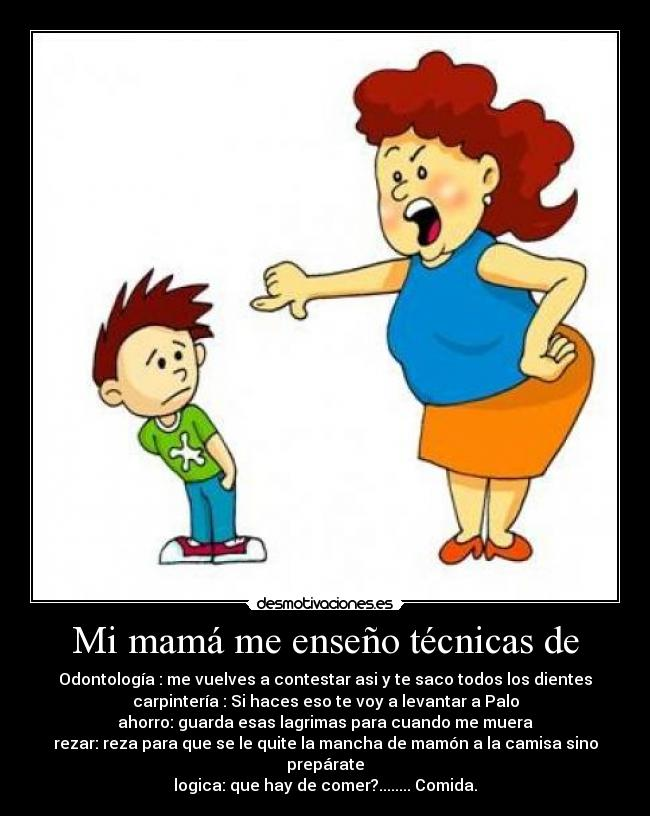 desmotivaciones.es
Mi mamá me enseño técnicas de
Odontología : me vuelves a contestar asi y te saco todos los dientes
carpintería : Si haces eso te voy a levantar a Palo
ahorro: guarda esas lagrimas para cuando me muera
rezar: reza para que se le quite la mancha de mamón a la camisa sino
prepárate
logica: que hay de comer?........ Comida.